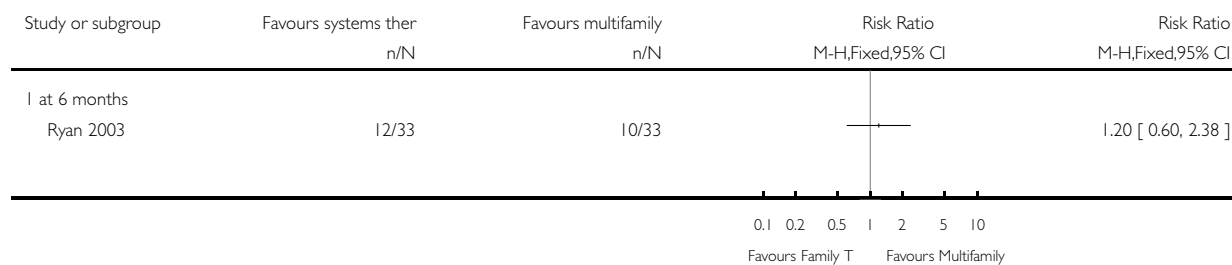 Study or subgroup Favours systems ther Favours multifamily Risk Ratio Risk Ratio
n/N n/N M-H,Fixed,95% CI M-H,Fixed,95% CI
1 at 6 months
Ryan 2003 12/33 10/33 1.20 [ 0.60, 2.38 ]
0.1 0.2 0.5 1 2 5 10
Favours Family T Favours Multifamily